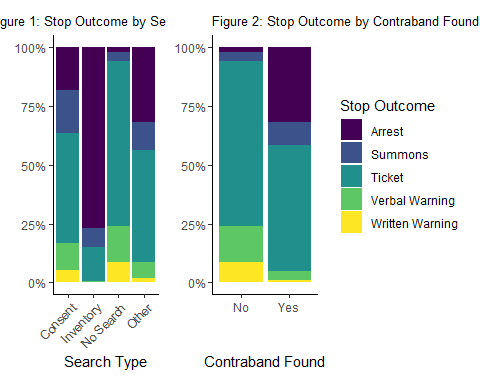 gure 1: Stop Outcome by Se
Figure 2: Stop Outcome by Contraband Found
100%
75%
50%
25%
0%
Consent
Inventory
No Search
Other
Search Type
100%
75%
50%
25%
0%
No
Yes
Contraband Found
Stop Outcome
Arrest
Summons
Ticket
Verbal Warning
Written Warning